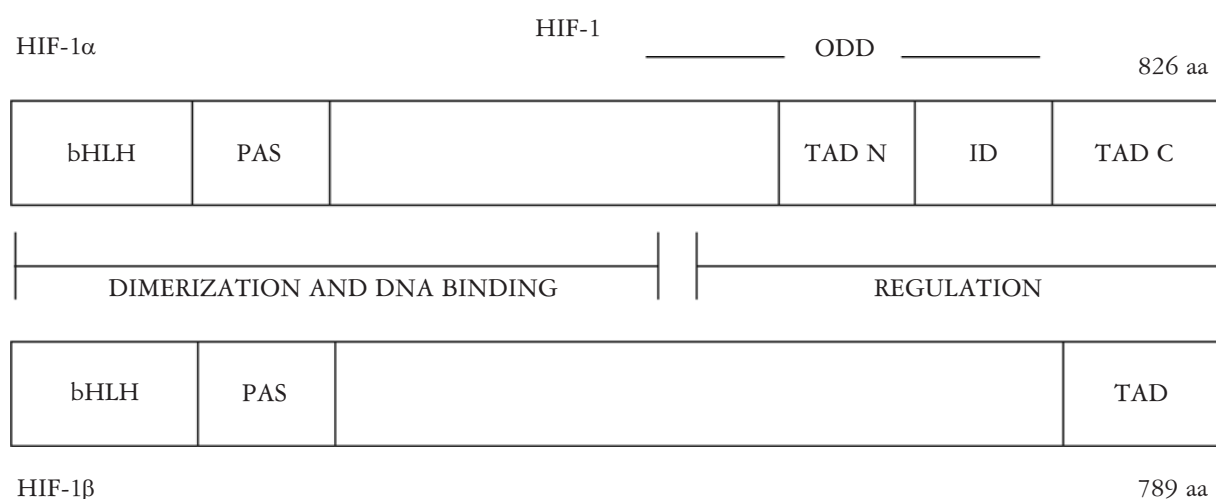 HIF-1
HIF-1α
ODD
826 aa
bHLH PAS TAD N ID TAD C
DIMERIZATION AND DNA BINDING REGULATION
bHLH PAS TAD
HIF-1β
789 aa